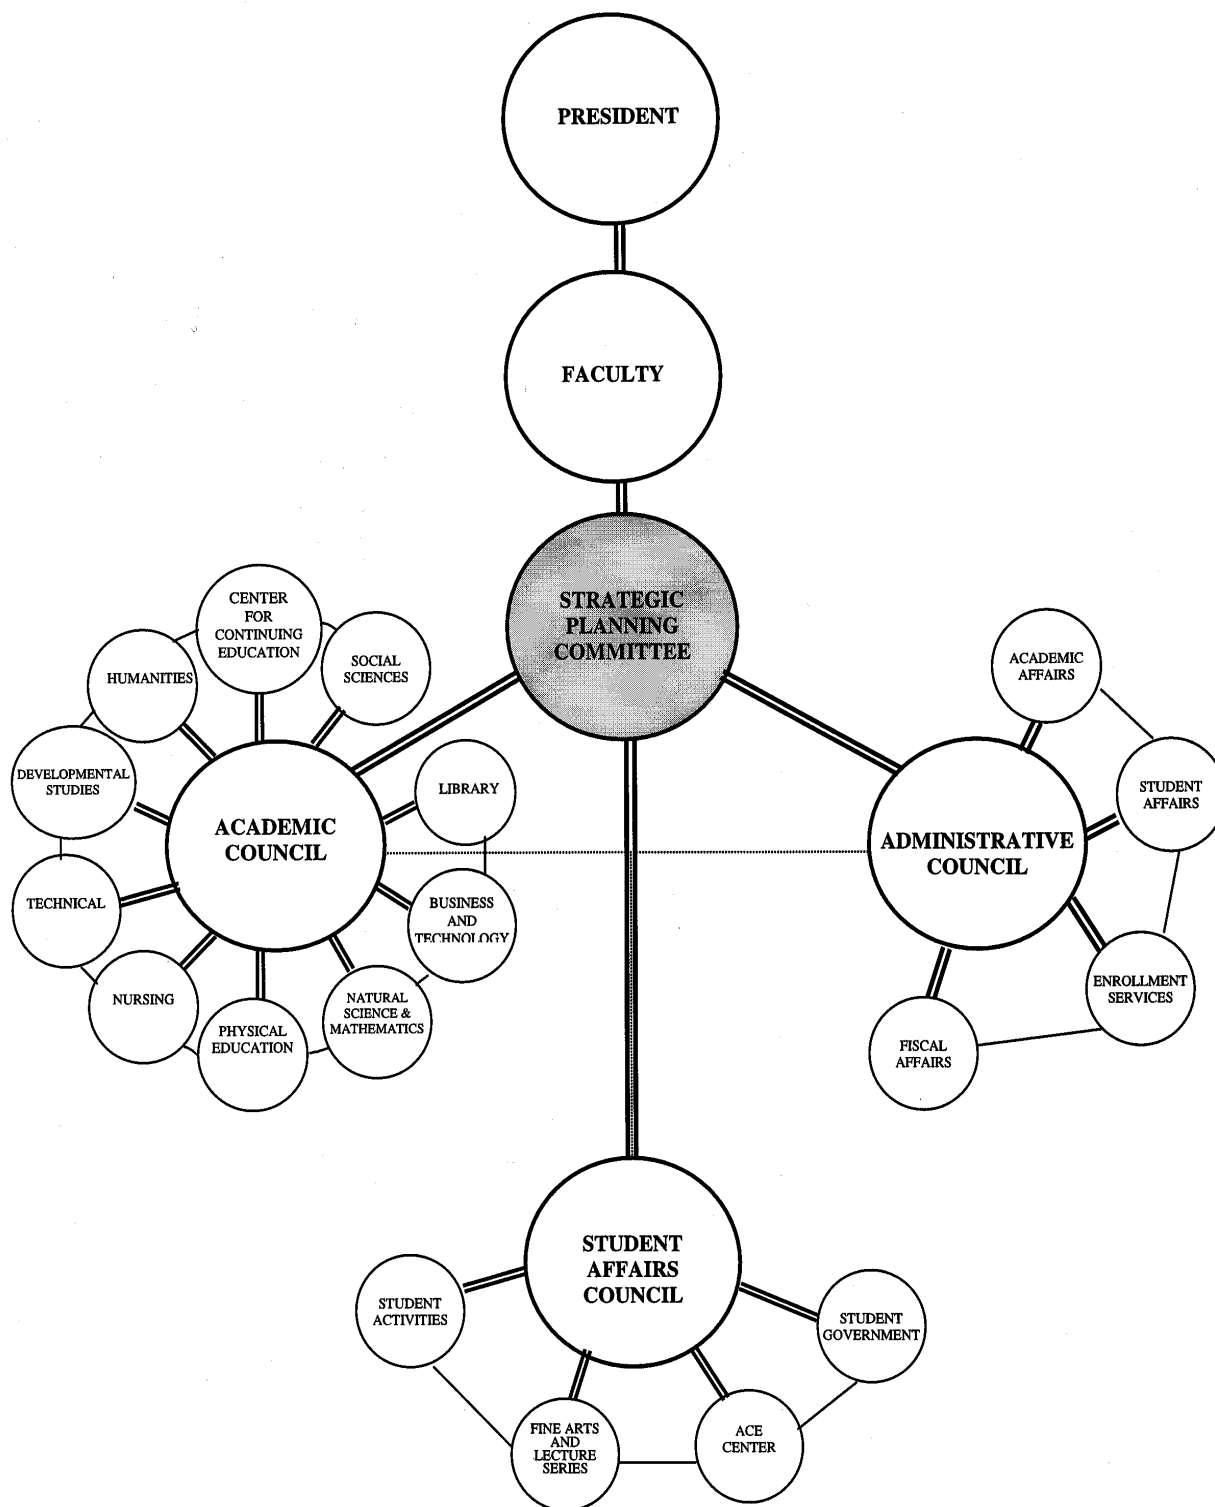 PRESIDENT
FACULTY
STRATEGIC
PLANNING
COMMITTEE
CENTER
FOR
CONTINUING
EDUCATION
SOCIAL
SCIENCES
HUMANITIES
DEVELOPMENTAL
STUDIES
LIBRARY
ACADEMIC
COUNCIL
TECHNICAL
BUSINESS
AND
TECHNOLOGY
NURSING
PHYSICAL
EDUCATION
NATURAL
SCIENCE &
MATHEMATICS
ACADEMIC
AFFAIRS
STUDENT
AFFAIRS
ADMINISTRATIVE
COUNCIL
ENROLLMENT
SERVICES
FISCAL
AFFAIRS
STUDENT
AFFAIRS
COUNCIL
STUDENT
ACTIVITIES
STUDENT
GOVERNMENT
FINE ARTS
AND
LECTURE
SERIES
ACE
CENTER